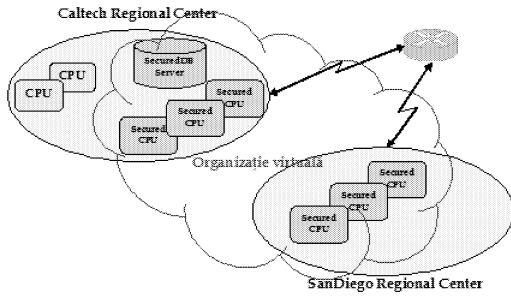 Caltech Regional Center
SecuredDB
Server
CPU
CPU
Secured
CPU
Secured
CPU
Secured
CPU
Organizație virtuală
Secured
CPU
Secured
CPU
Secured
CPU
SanDiego Regional Center